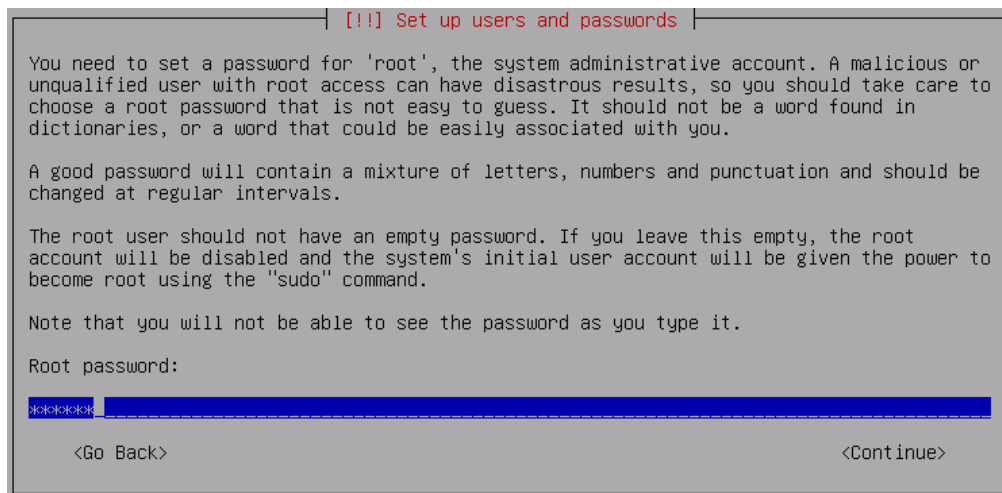 [!!] Set up users and passwords
You need to set a password for 'root', the system administrative account. A malicious or
unqualified user with root access can have disastrous results, so you should take care to
choose a root password that is not easy to guess. It should not be a word found in
dictionaries, or a word that could be easily associated with you.
A good password will contain a mixture of letters, numbers and punctuation and should be
changed at regular intervals.
The root user should not have an empty password. If you leave this empty, the root
account will be disabled and the system's initial user account will be given the power to
become root using the "sudo" command.
Note that you will not be able to see the password as you type it.
Root password:
******
<Go Back> <Continue>